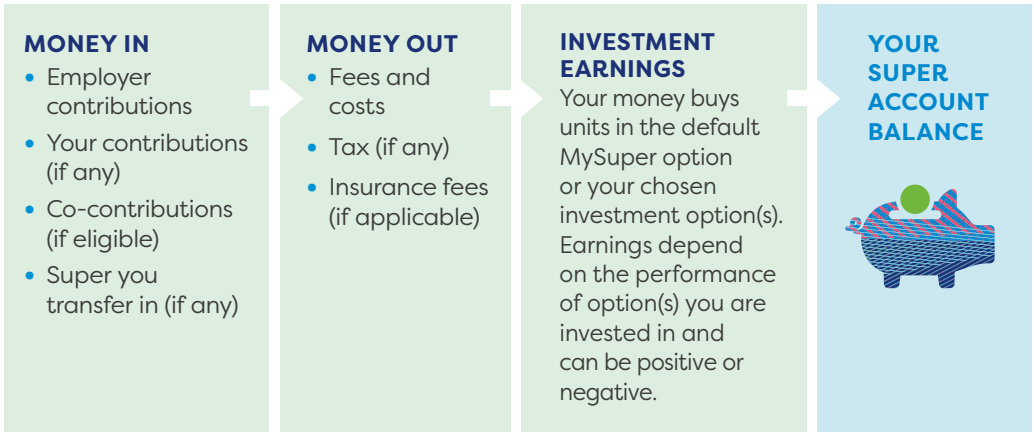 MONEY IN
• Employer
contributions
• Your contributions
(if any)
• Co-contributions
(if eligible)
• Super you
transfer in (if any)
MONEY OUT
• Fees and
costs
• Tax (if any)
• Insurance fees
(if applicable)
INVESTMENT
EARNINGS
Your money buys
units in the default
MySuper option
or your chosen
investment option(s).
Earnings depend
on the performance
of option(s) you are
invested in and
can be positive or
negative.
YOUR
SUPER
ACCOUNT
BALANCE